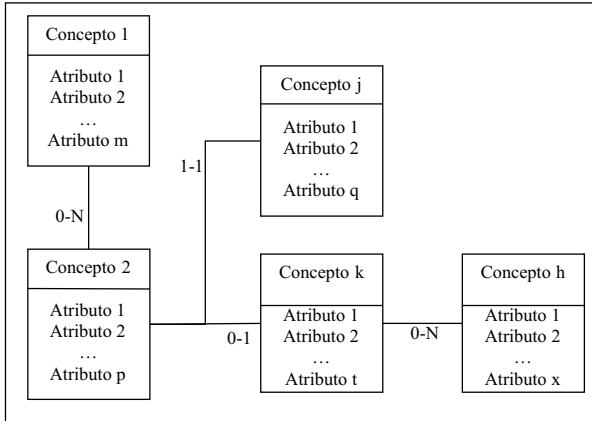 Concepto 1
Atributo 1
Atributo 2
…
Atributo m
Concepto j
Atributo 1
Atributo 2
…
Atributo q
1-1
0-N
Concepto 2
Atributo 1
Atributo 2
…
Atributo p
0-1
Concepto k
Atributo 1
Atributo 2
…
Atributo t
0-N
Concepto h
Atributo 1
Atributo 2
…
Atributo x